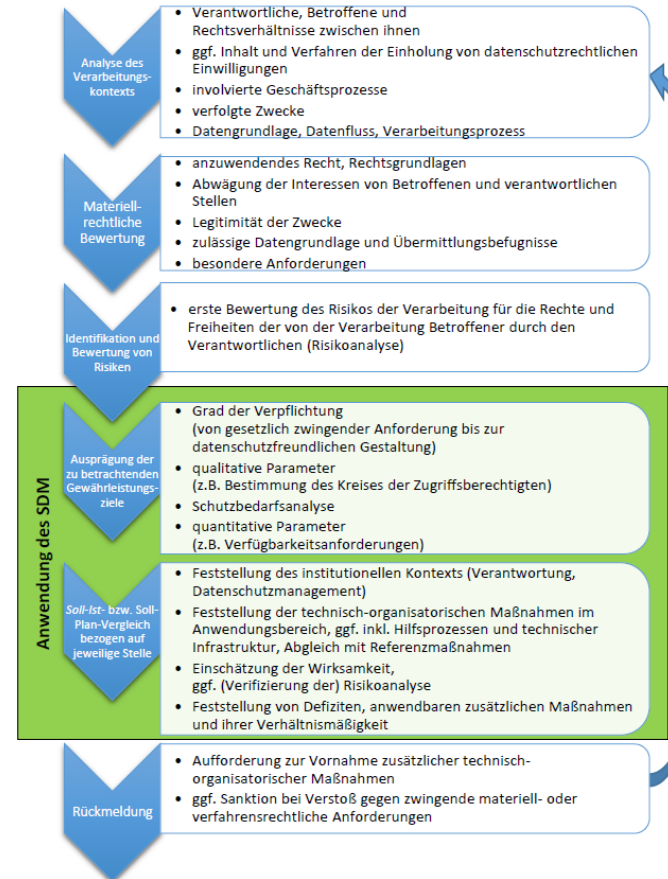 Analyse des
Verarbeitungs-
kontexts
• Verantwortliche, Betroffene und
Rechtsverhältnisse zwischen ihnen
• ggf. Inhalt und Verfahren der Einholung von datenschutzrechtlichen
Einwilligungen
• involvierte Geschäftsprozesse
• verfolgte Zwecke
• Datengrundlage, Datenfluss, Verarbeitungsprozess
Materiell-
rechtliche
Bewertung
• anzuwendendes Recht, Rechtsgrundlagen
• Abwägung der Interessen von Betroffenen und verantwortlichen
Stellen
• Legitimität der Zwecke
• zulässige Datengrundlage und Übermittlungsbefugnisse
• besondere Anforderungen
Identifikation und
Bewertung von
Risiken
• erste Bewertung des Risikos der Verarbeitung für die Rechte und
Freiheiten der von der Verarbeitung Betroffener durch den
Verantwortlichen (Risikoanalyse)
Anwendung des SDM
Ausprägung der
zu betrachtenden
Gewährleistungs-
ziele
• Grad der Verpflichtung
(von gesetzlich zwingender Anforderung bis zur
datenschutzfreundlichen Gestaltung)
• qualitative Parameter
(z.B. Bestimmung des Kreises der Zugriffsberechtigten)
• Schutzbedarfsanalyse
• quantitative Parameter
(z.B. Verfügbarkeitsanforderungen)
Soll-Ist- bzw. Soll-
Plan-Vergleich
bezogen auf
jeweilige Stelle
• Feststellung des institutionellen Kontexts (Verantwortung,
Datenschutzmanagement)
• Feststellung der technisch-organisatorischen Maßnahmen im
Anwendungsbereich, ggf. inkl. Hilfsprozessen und technischer
Infrastruktur, Abgleich mit Referenzmaßnahmen
• Einschätzung der Wirksamkeit,
ggf. (Verifizierung der) Risikoanalyse
• Feststellung von Defiziten, anwendbaren zusätzlichen Maßnahmen
und ihrer Verhältnismäßigkeit
Rückmeldung
• Aufforderung zur Vornahme zusätzlicher technisch-
organisatorischer Maßnahmen
• ggf. Sanktion bei Verstoß gegen zwingende materiell- oder
verfahrensrechtliche Anforderungen